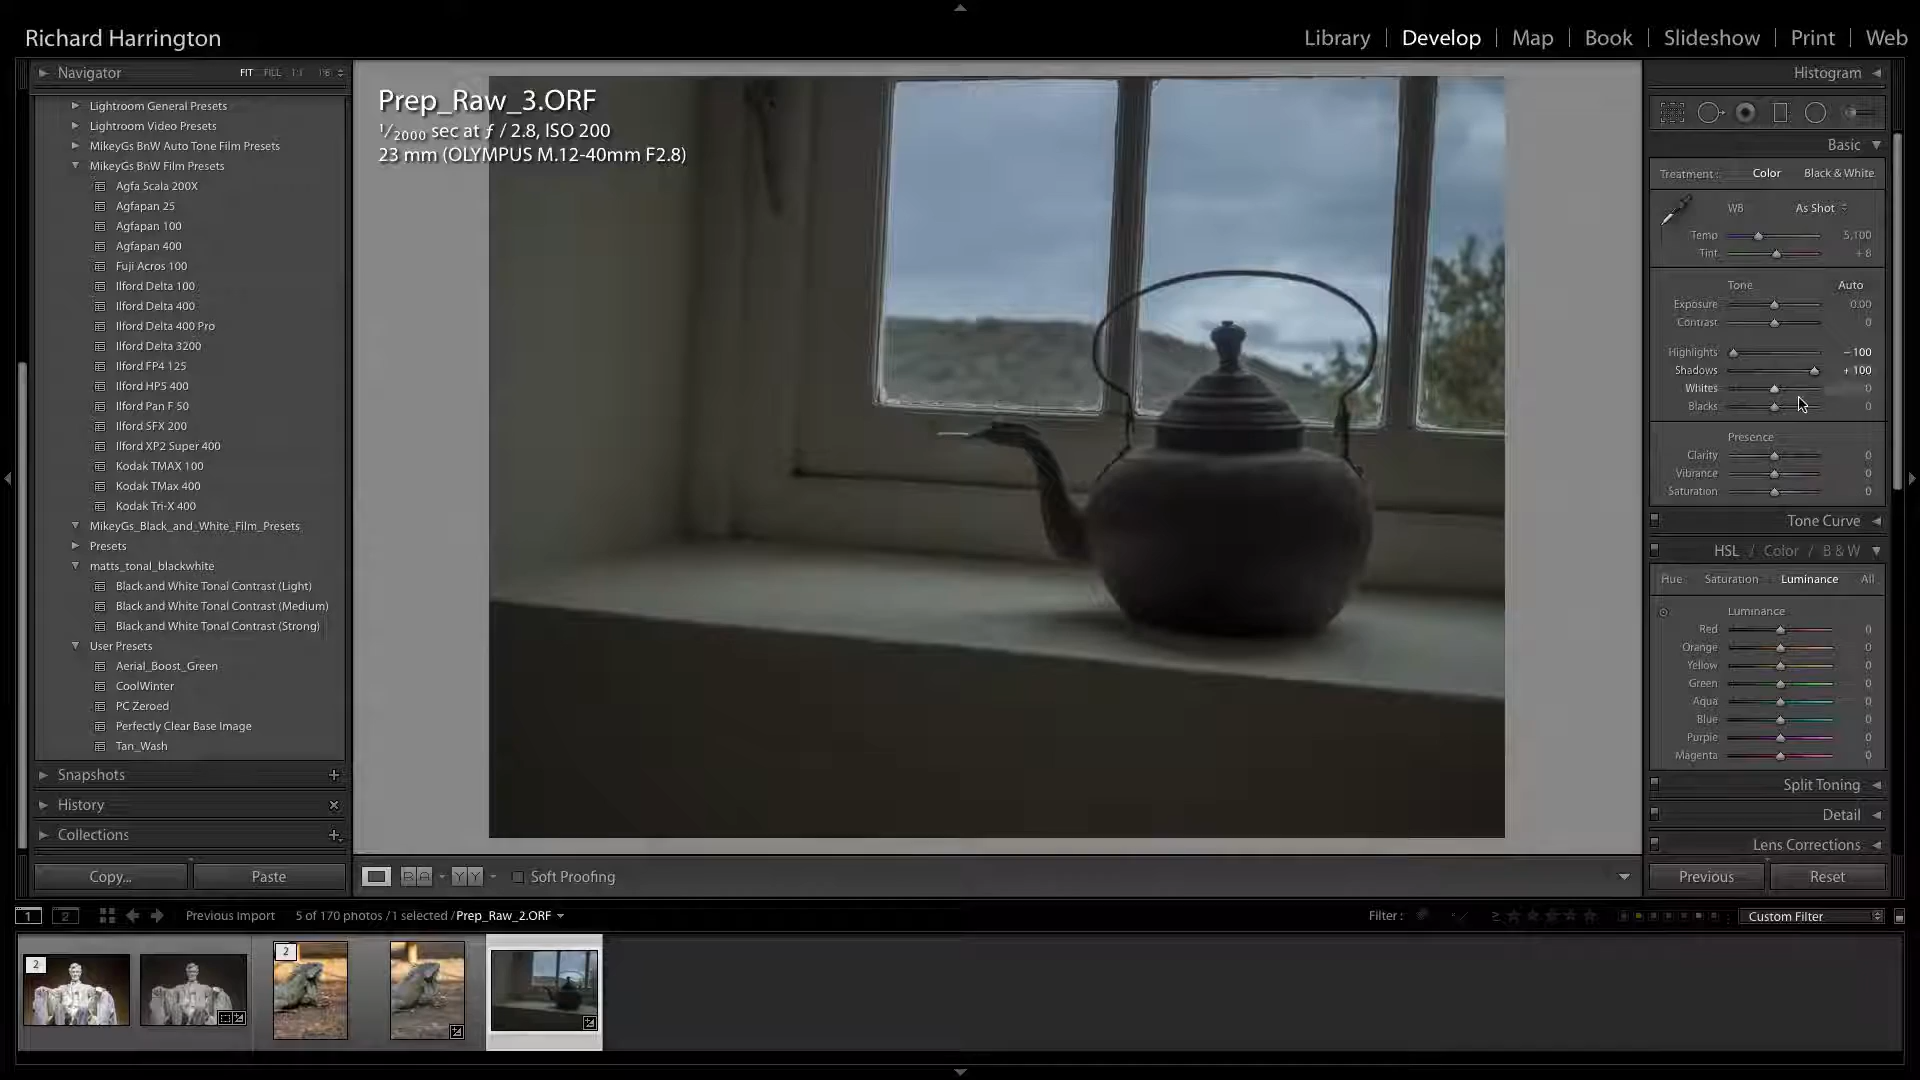 Richard Harrington
Library | Develop | Map | Book | Slideshow | Print | Web
Navigator FIT FILL 1:1 1:6
Lightroom General Presets
Lightroom Video Presets
MikeyGs BnW Auto Tone Film Presets
MikeyGs BnW Film Presets
Agfa Scala 200X
Agfapan 25
Agfapan 100
Agfapan 400
Fuji Acros 100
Ilford Delta 100
Ilford Delta 400
Ilford Delta 400 Pro
Ilford Delta 3200
Ilford FP4 125
Ilford HP5 400
Ilford Pan F 50
Ilford SFX 200
Ilford XP2 Super 400
Kodak TMAX 100
Kodak TMax 400
Kodak Tri-X 400
MikeyGs_Black_and_White_Film_Presets
Presets
matts_tonal_blackwhite
Black and White Tonal Contrast (Light)
Black and White Tonal Contrast (Medium)
Black and White Tonal Contrast (Strong)
User Presets
Aerial_Boost_Green
CoolWinter
PC Zeroed
Perfectly Clear Base Image
Tan_Wash
Snapshots +
History ×
Collections +
Copy... Paste
Prep_Raw_3.ORF
1/2000 sec at ƒ / 2.8, ISO 200
23 mm (OLYMPUS M.12-40mm F2.8)
Soft Proofing
Histogram
Basic
Treatment : Color Black & White
WB As Shot
Temp 5,100
Tint + 8
Tone Auto
Exposure 0.00
Contrast 0
Highlights – 100
Shadows + 100
Whites 0
Blacks 0
Presence
Clarity 0
Vibrance 0
Saturation 0
Tone Curve
HSL / Color / B & W
Hue Saturation Luminance All
Luminance
Red 0
Orange 0
Yellow 0
Green 0
Aqua 0
Blue 0
Purple 0
Magenta 0
Split Toning
Detail
Lens Corrections
Previous Reset
1 2 Previous Import 5 of 170 photos /1 selected /Prep_Raw_2.ORF Filter : Custom Filter
2 2